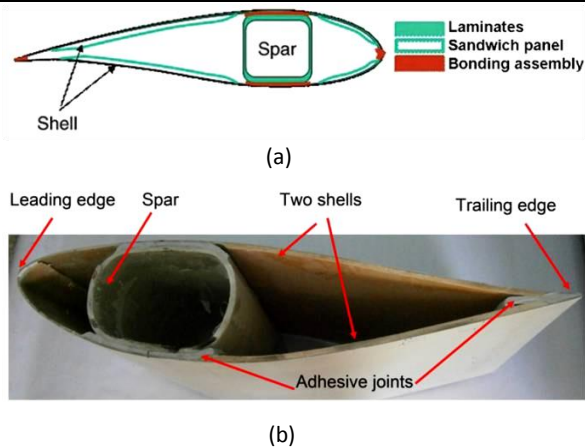 Spar
Shell
Laminates
Sandwich panel
Bonding assembly
(a)
Leading edge
Spar
Two shells
Trailing edge
Adhesive joints
(b)